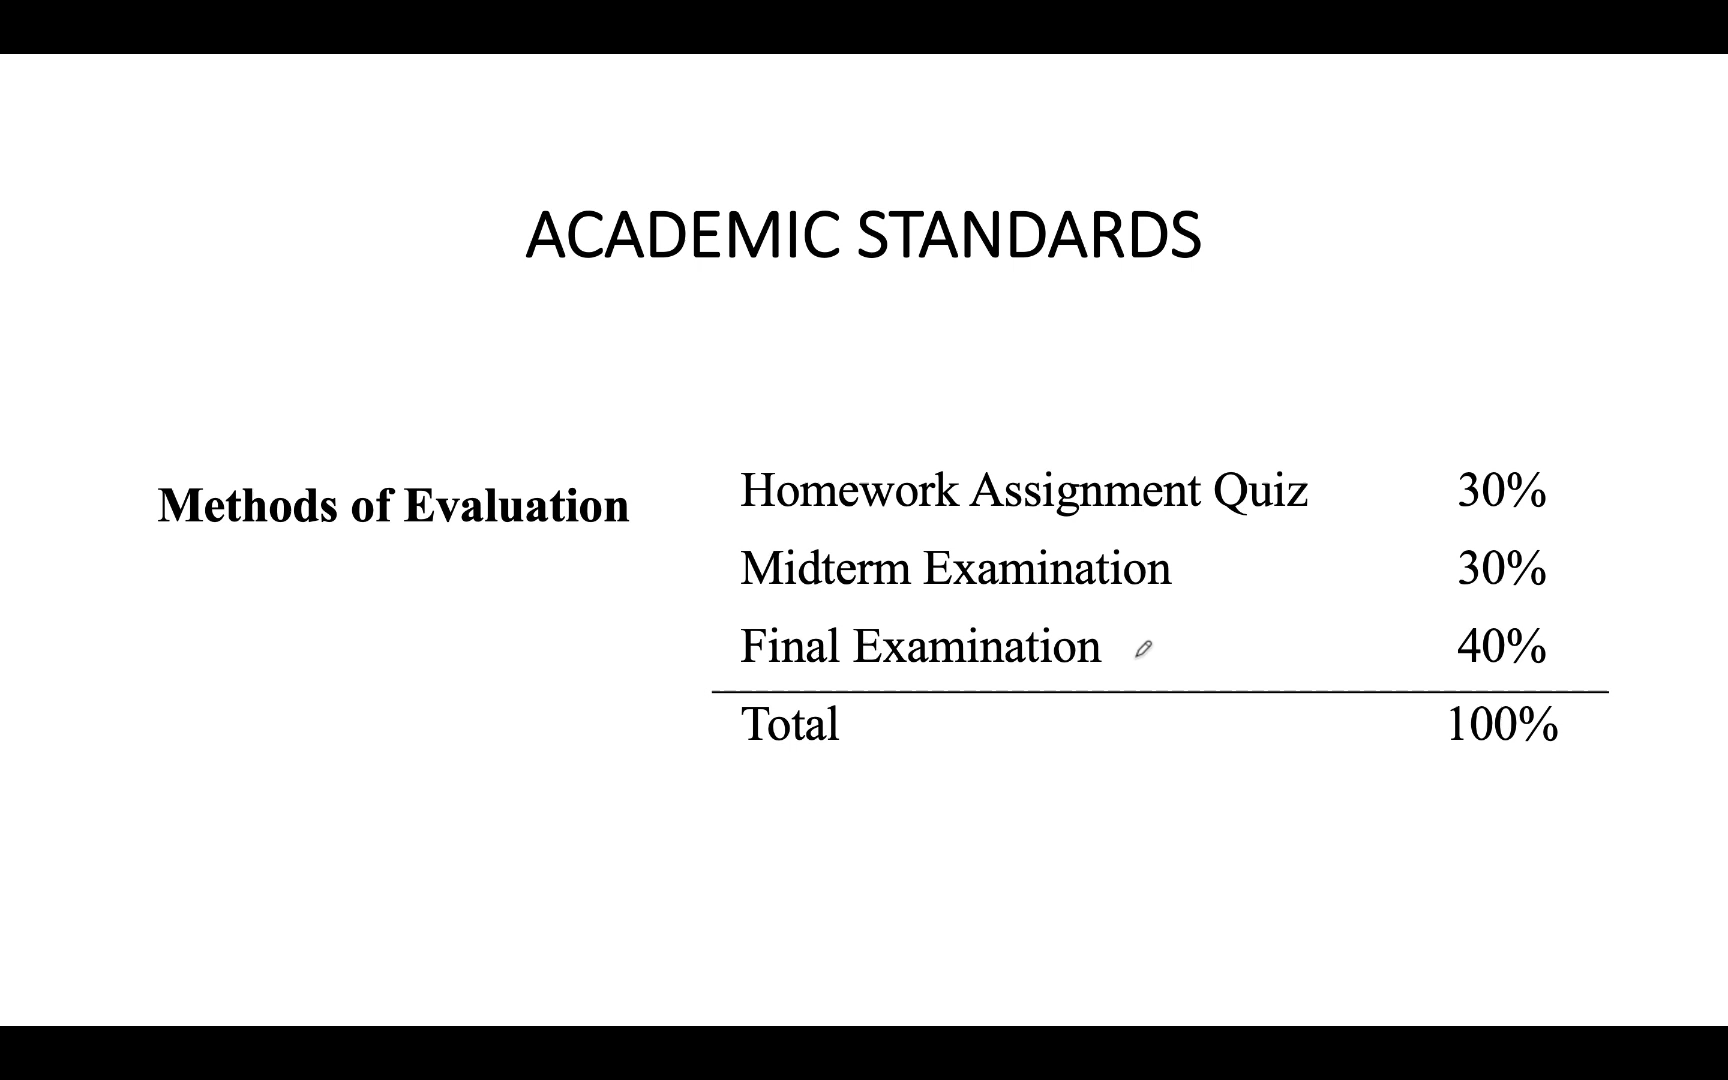 ACADEMIC STANDARDS
Methods of Evaluation
Homework Assignment Quiz 30%
Midterm Examination 30%
Final Examination 40%
Total 100%